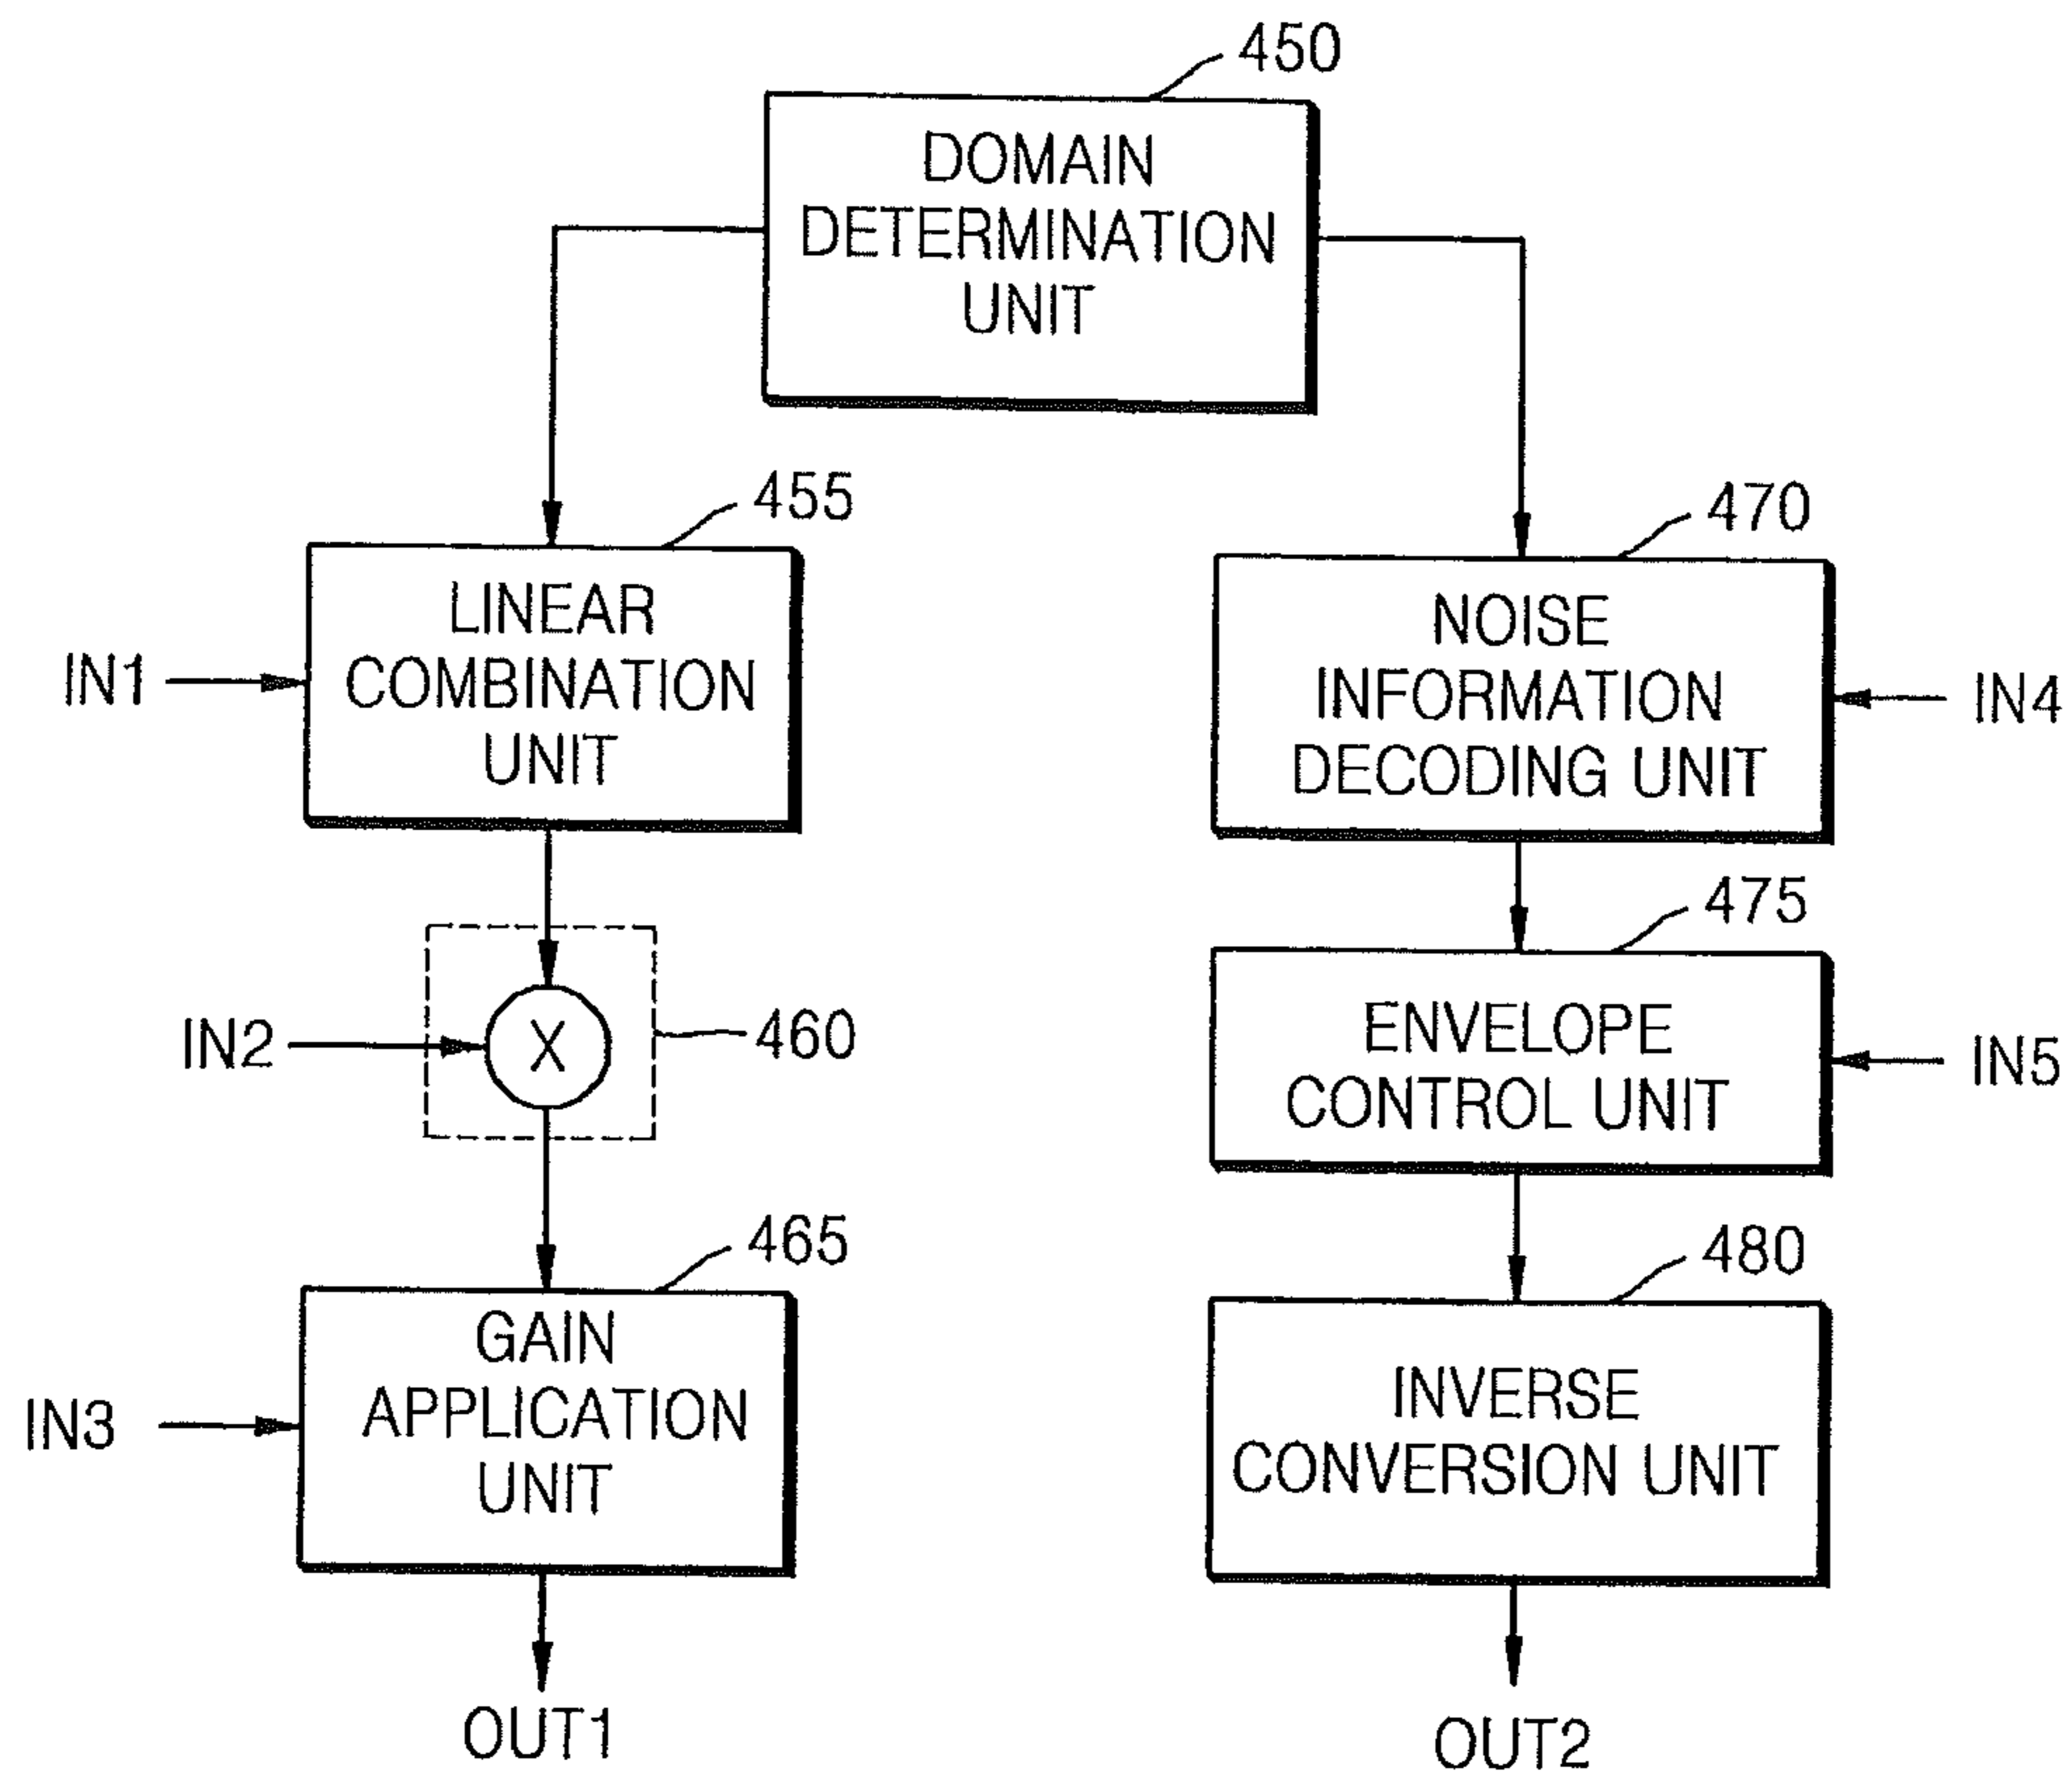 450
DOMAIN
DETERMINATION
UNIT
455
LINEAR
COMBINATION
UNIT
IN1
470
NOISE
INFORMATION
DECODING UNIT
IN4
IN2
X
460
475
ENVELOPE
CONTROL UNIT
IN5
465
GAIN
APPLICATION
UNIT
IN3
480
INVERSE
CONVERSION UNIT
OUT1
OUT2